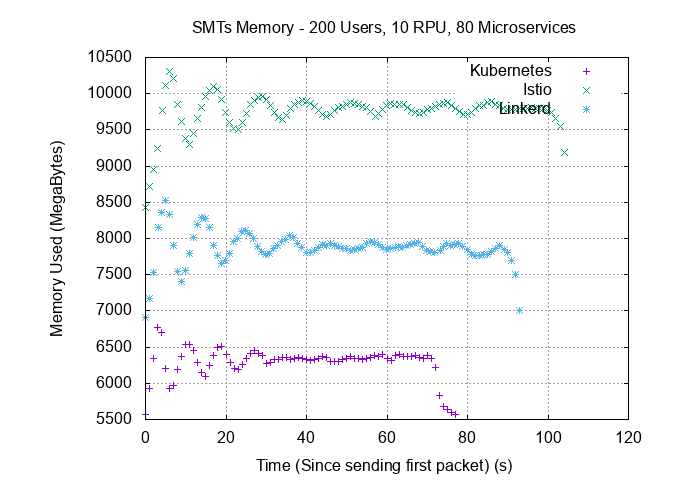 SMTs Memory - 200 Users, 10 RPU, 80 Microservices
Memory Used (MegaBytes)
10500
10000
9500
9000
8500
8000
7500
7000
6500
6000
5500
Kubernetes
Istio
Linkerd
0 20 40 60 80 100 120
Time (Since sending first packet) (s)